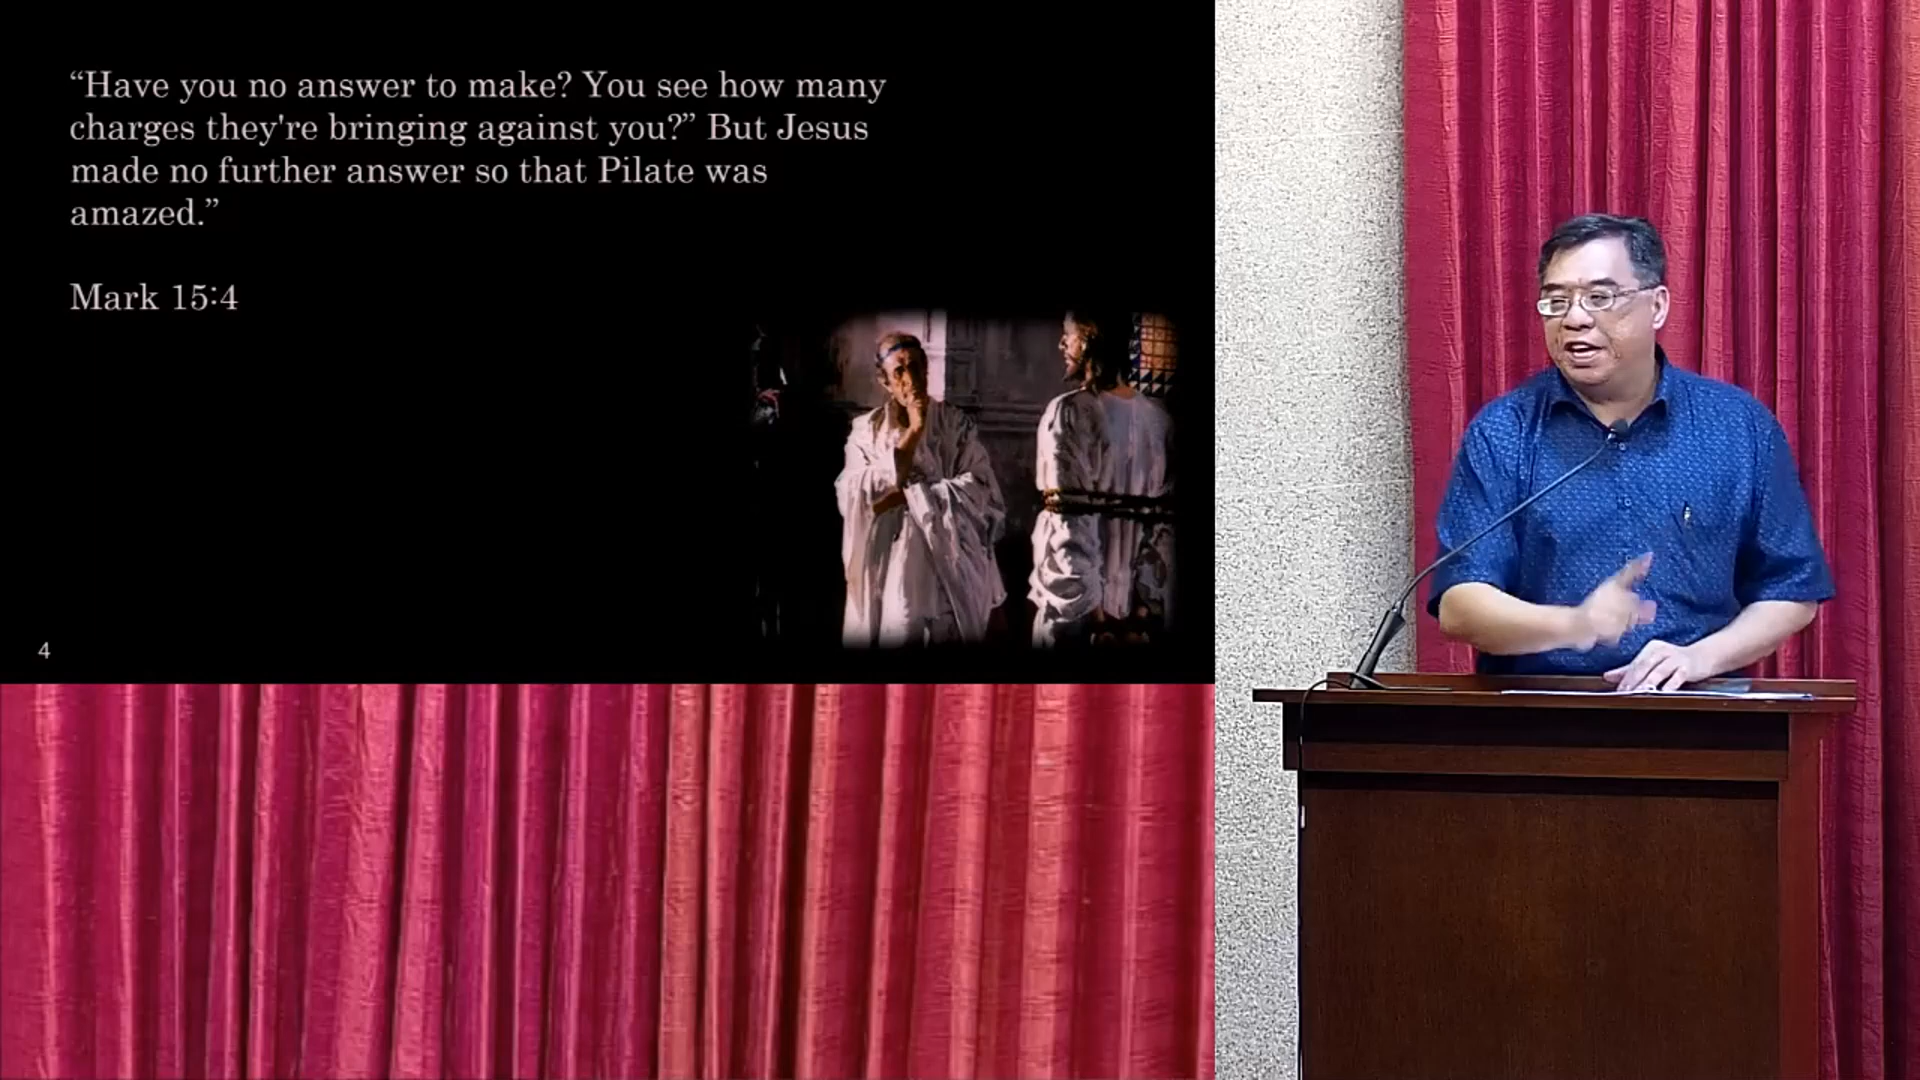 “Have you no answer to make? You see how many
charges they're bringing against you?” But Jesus
made no further answer so that Pilate was
amazed.”
Mark 15:4
4